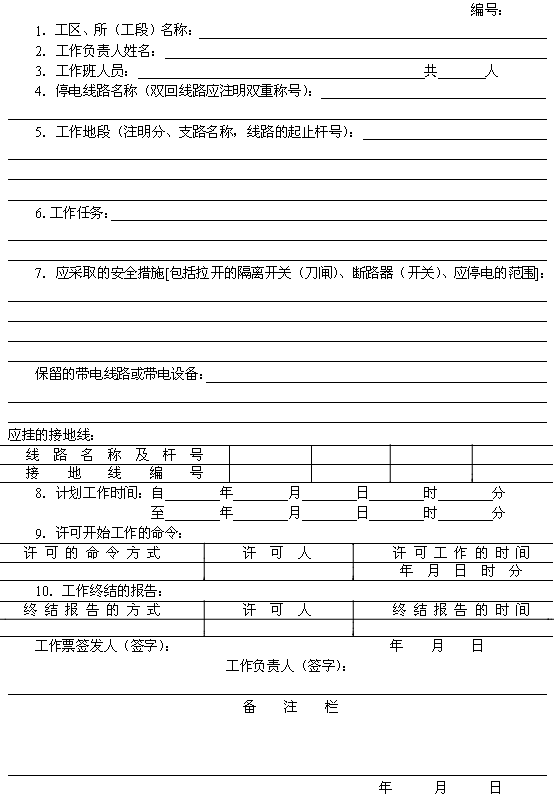 编号:
1. 工区、所（工段）名称:
2. 工作负责人姓名:
3. 工作班人员: 共 人
4. 停电线路名称（双回线路应注明双重称号）:
5. 工作地段（注明分、支路名称, 线路的起止杆号）:
6. 工作任务:
7. 应采取的安全措施[包括拉开的隔离开关（刀闸）、断路器（开关）、应停电的范围]:
保留的带电线路或带电设备:
应挂的接地线:
线路名称及杆号
接地线编号
8. 计划工作时间: 自 年 月 日 时 分
至 年 月 日 时 分
9. 许可开始工作的命令:
许可的命令方式 许可人 许可工作的时间
年 月 日 时 分
10. 工作终结的报告:
终结报告的方式 许可人 终结报告的时间
工作票签发人（签字）: 年 月 日
工作负责人（签字）:
备 注 栏
年 月 日